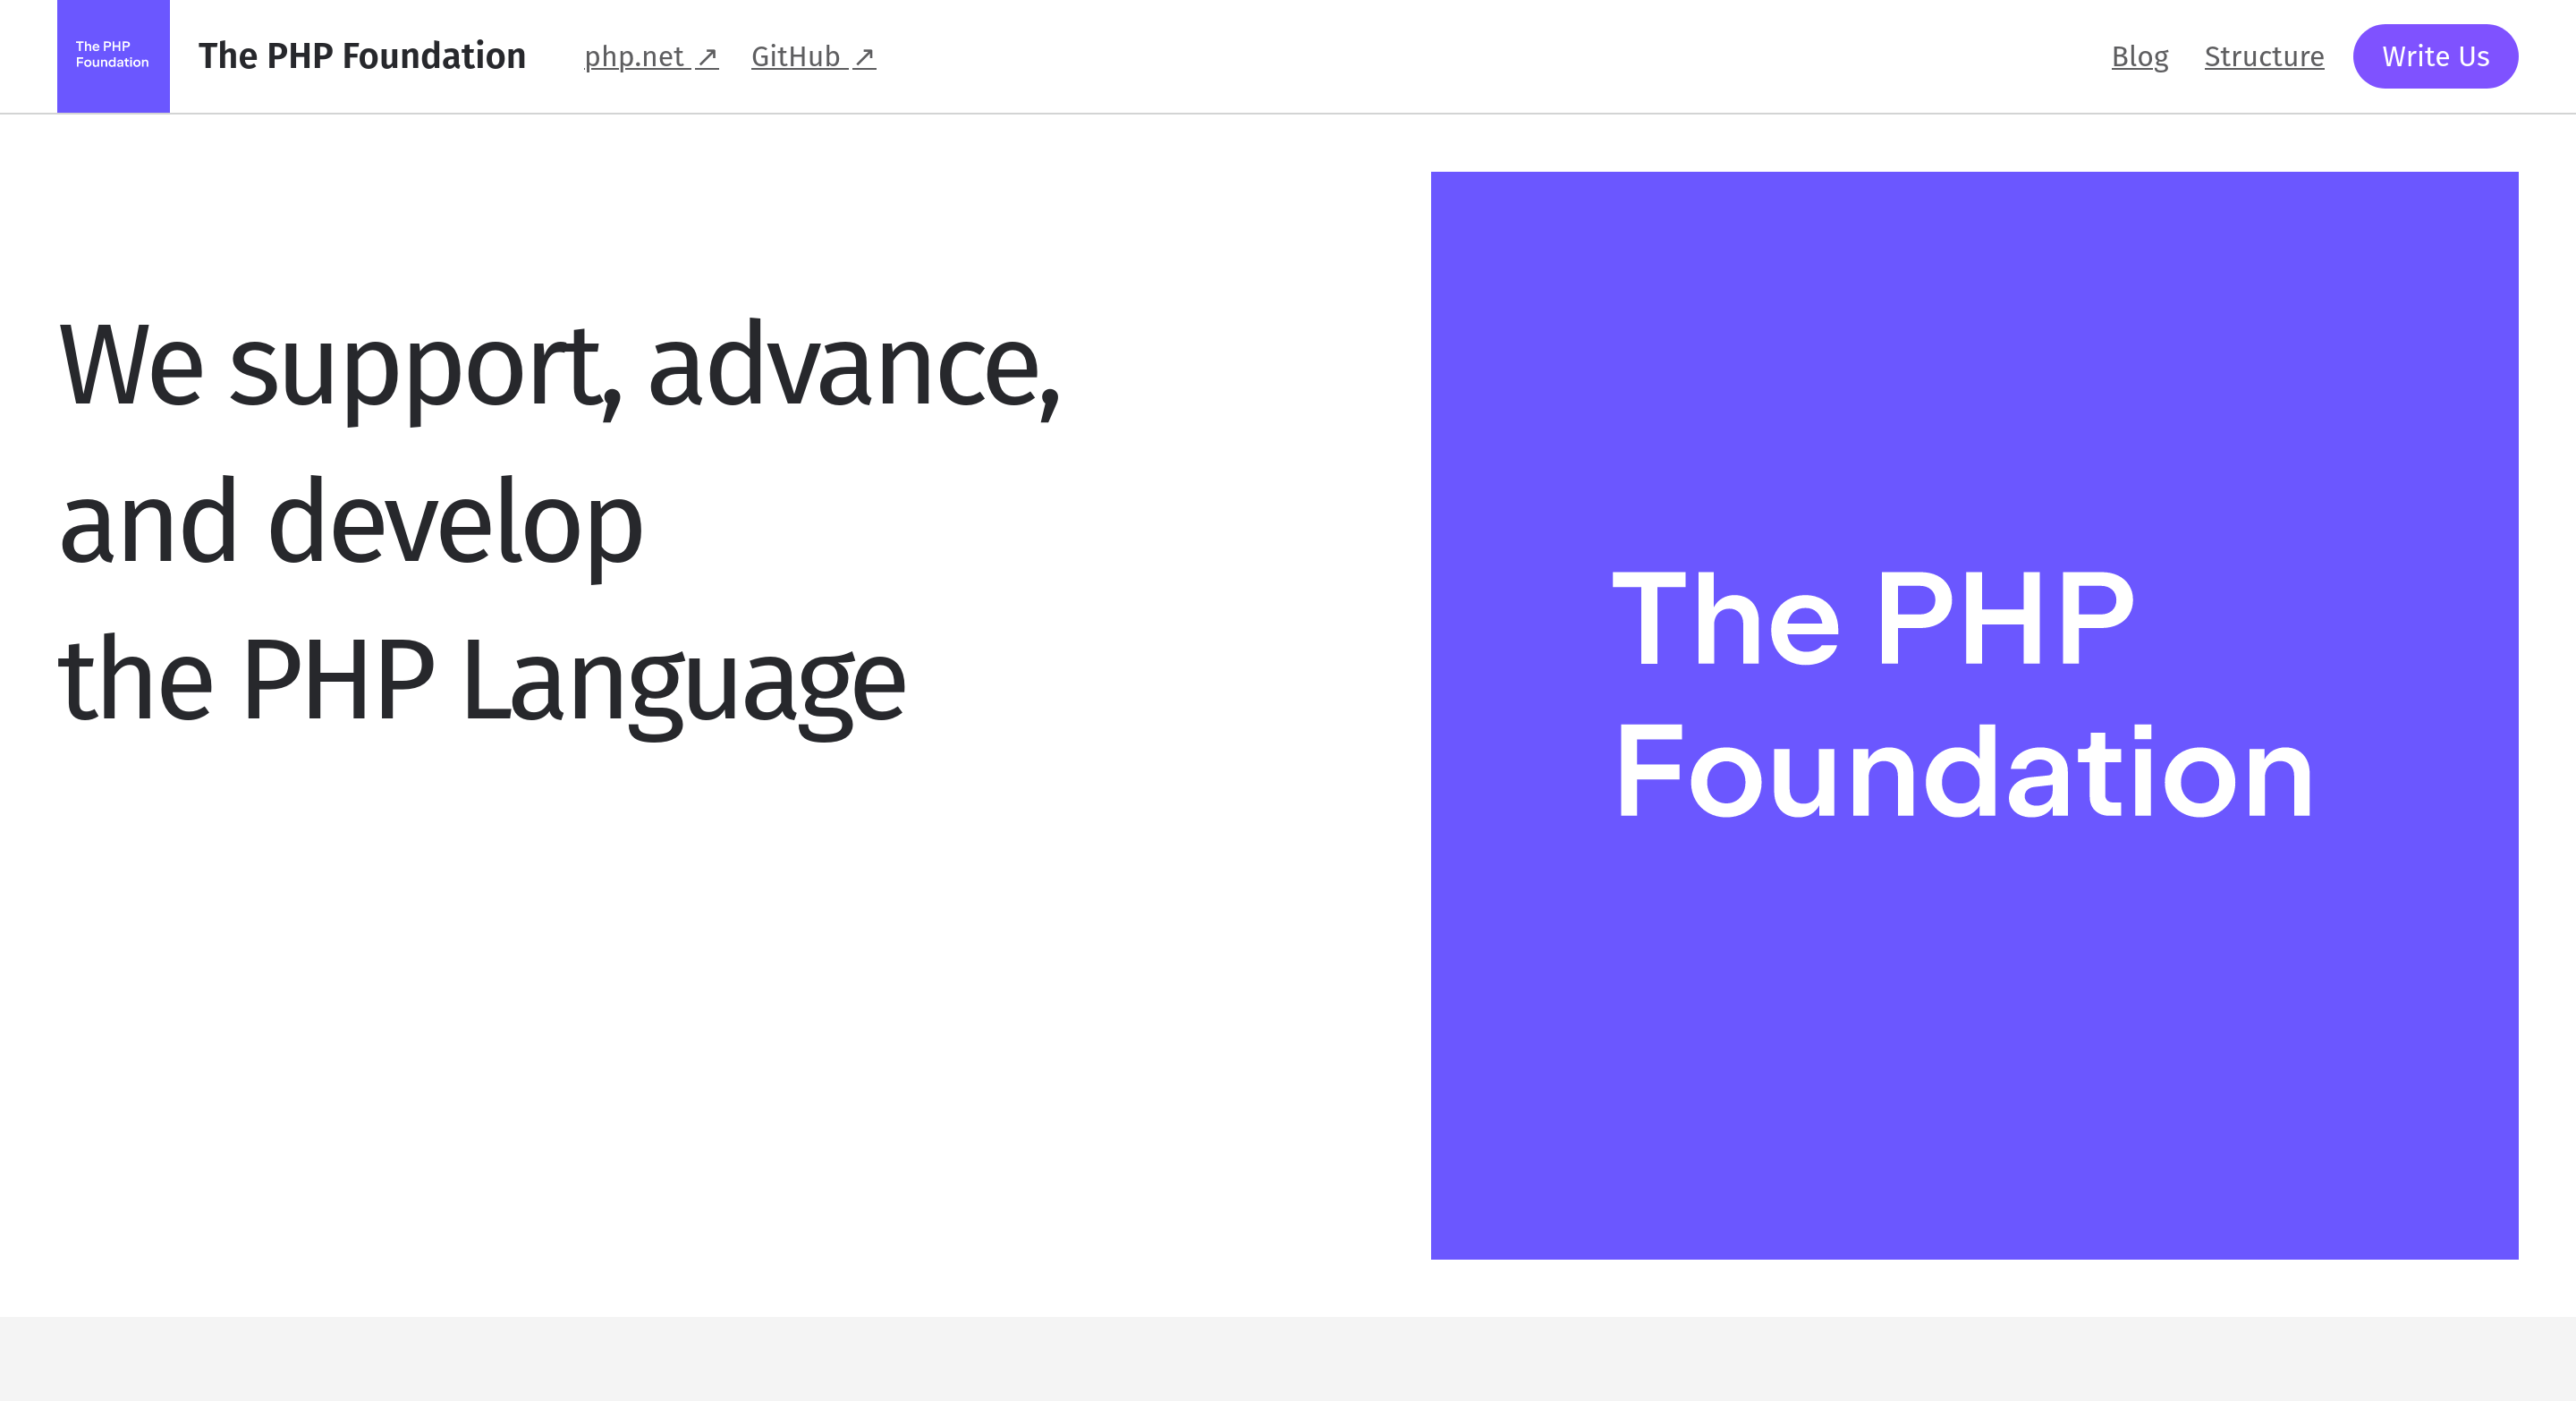 The PHP
Foundation
The PHP Foundation
php.net ↗
GitHub ↗
Blog
Structure
Write Us
We support, advance,
and develop
the PHP Language
The PHP
Foundation